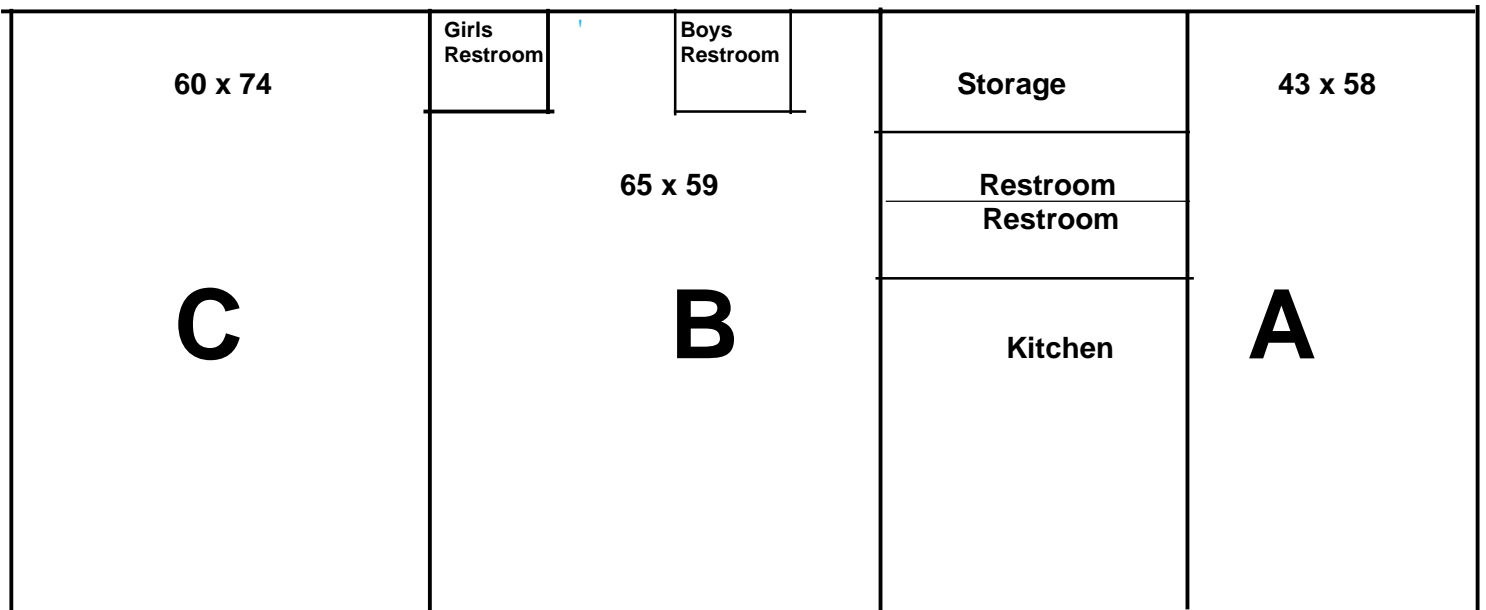 Girls
Restroom
Boys
Restroom
60 x 74
Storage
43 x 58
65 x 59
Restroom
Restroom
C
B
A
Kitchen